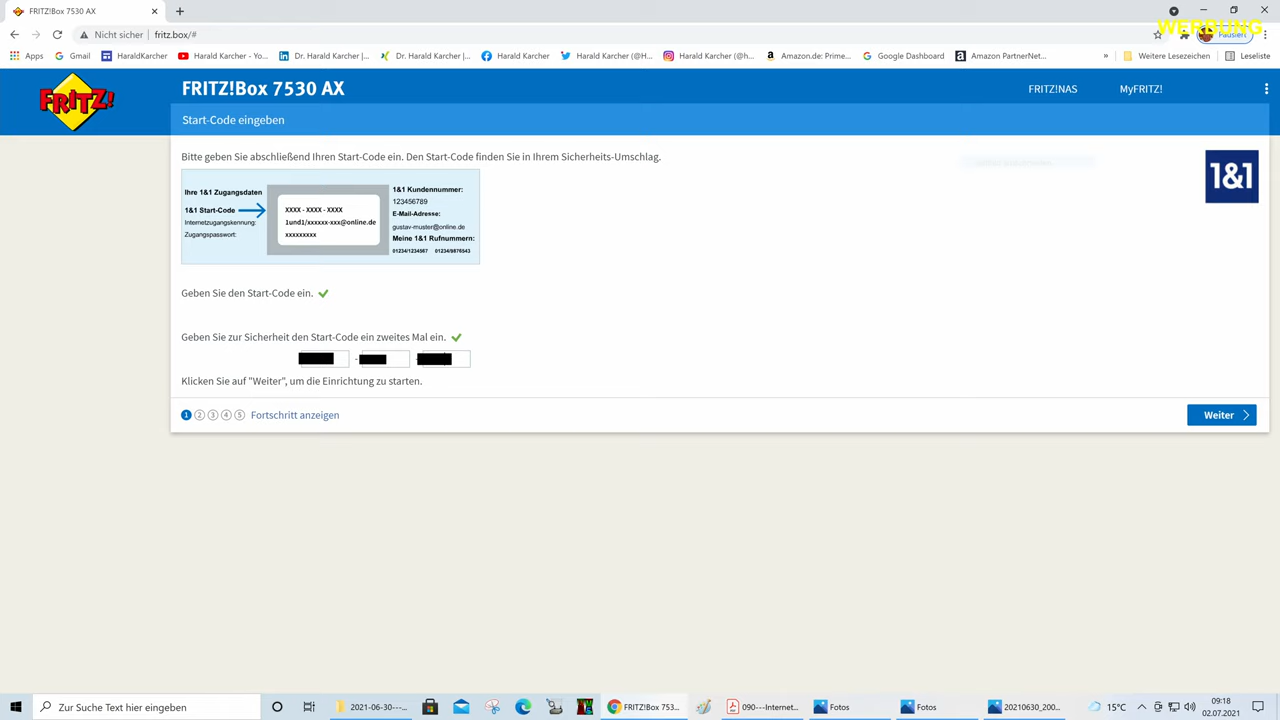 FRITZ!Box 7530 AX
WERBUNG
Nicht sicher
fritz.box/#
Pausiert
Apps
Gmail
HaraldKarcher
Harald Karcher - Yo...
Dr. Harald Karcher |...
Dr. Harald Karcher |...
Harald Karcher
Harald Karcher (@H...
Harald Karcher (@h...
Amazon.de: Prime...
Google Dashboard
Amazon PartnerNet...
»
Weitere Lesezeichen
Leseliste
FRITZ!
FRITZ!Box 7530 AX
FRITZ!NAS
MyFRITZ!
Start-Code eingeben
Bitte geben Sie abschließend Ihren Start-Code ein. Den Start-Code finden Sie in Ihrem Sicherheits-Umschlag.
1&1
Ihre 1&1 Zugangsdaten
1&1 Start-Code
Internetzugangskennung:
Zugangspasswort:
XXXX - XXXX - XXXX
1und1/xxxxxx-xxx@online.de
xxxxxxxxx
1&1 Kundennummer:
123456789
E-Mail-Adresse:
gustav-muster@online.de
Meine 1&1 Rufnummern:
01234/1234567 01234/9876543
Geben Sie den Start-Code ein.
Geben Sie zur Sicherheit den Start-Code ein zweites Mal ein.
- -
Klicken Sie auf "Weiter", um die Einrichtung zu starten.
1 2 3 4 5 Fortschritt anzeigen
Weiter
Zur Suche Text hier eingeben
2021-06-30---...
FRITZ!Box 753...
090---Internet...
Fotos
Fotos
20210630_200...
15°C
09:18
02.07.2021